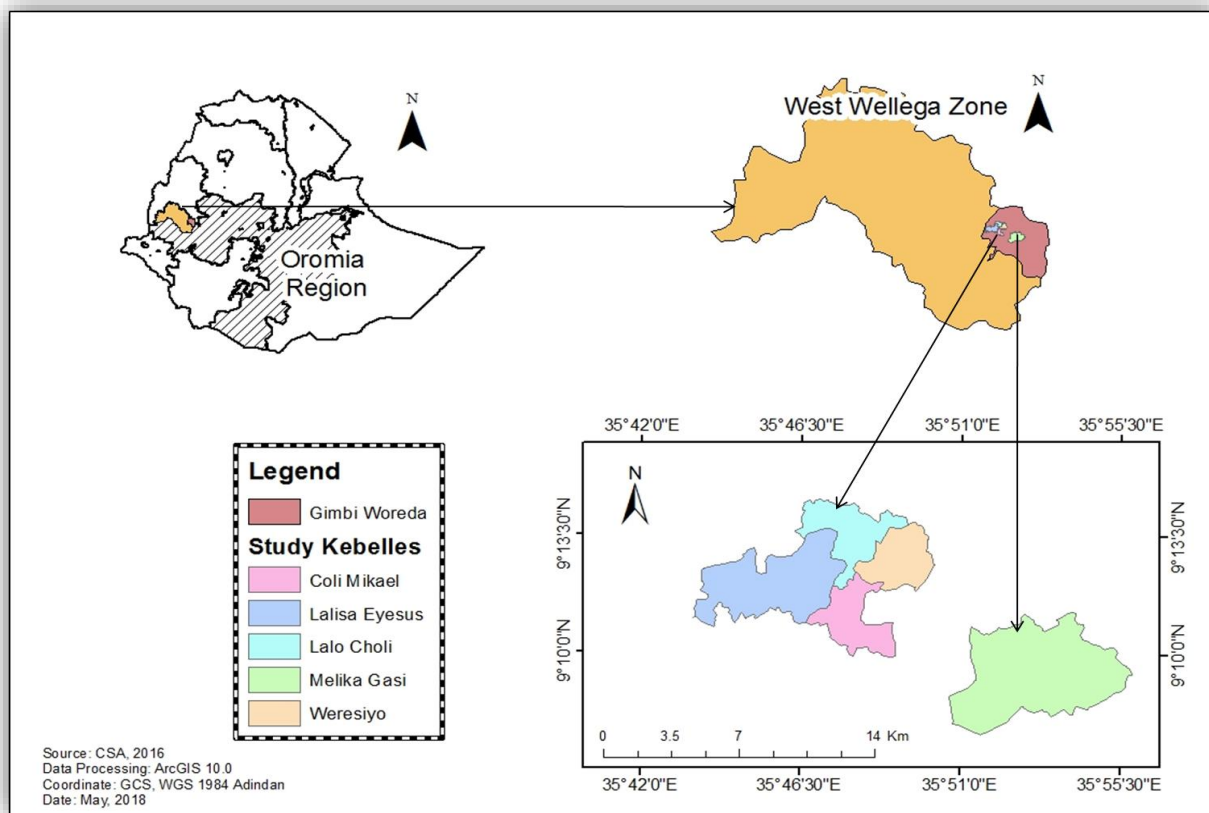 N
N
West Wellega Zone
Oromia
Region
35°42'0"E 35°46'30"E 35°51'0"E 35°55'30"E
N
9°13'30"N
9°13'30"N
9°10'0"N
9°10'0"N
0 3.5 7 14 Km
35°42'0"E 35°46'30"E 35°51'0"E 35°55'30"E
Legend
Gimbi Woreda
Study Kebelles
Coli Mikael
Lalisa Eyesus
Lalo Choli
Melika Gasi
Weresiyo
Source: CSA, 2016
Data Processing: ArcGIS 10.0
Coordinate: GCS, WGS 1984 Adindan
Date: May, 2018